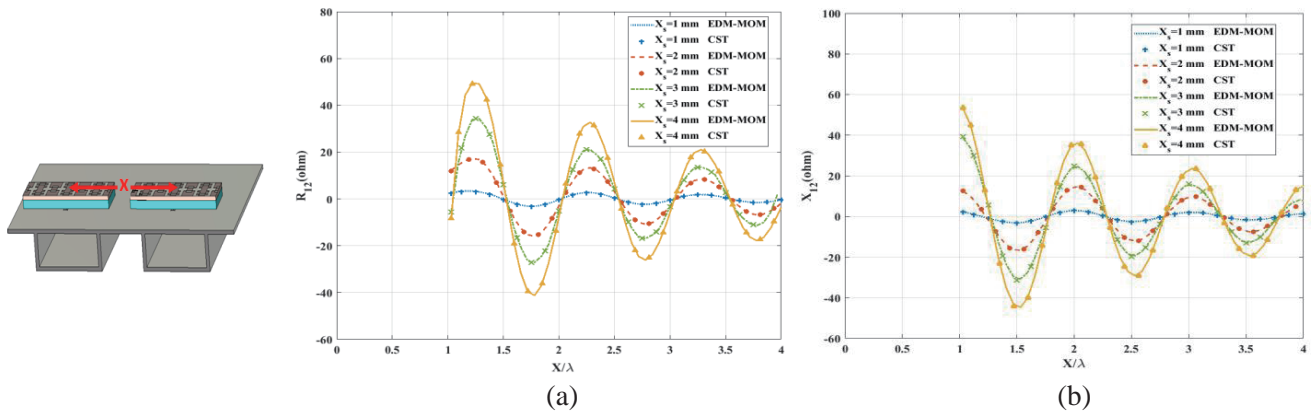 X
80
60
40
20
0
-20
-40
-60
R12(ohm)
0
0.5
1
1.5
2
2.5
3
3.5
4
X/λ
Xs=1 mm EDM-MOM
Xs=1 mm CST
Xs=2 mm EDM-MOM
Xs=2 mm CST
Xs=3 mm EDM-MOM
Xs=3 mm CST
Xs=4 mm EDM-MOM
Xs=4 mm CST
(a)
100
80
60
40
20
0
-20
-40
-60
X12(ohm)
0
0.5
1
1.5
2
2.5
3
3.5
4
X/λ
Xs=1 mm EDM-MOM
Xs=1 mm CST
Xs=2 mm EDM-MOM
Xs=2 mm CST
Xs=3 mm EDM-MOM
Xs=3 mm CST
Xs=4 mm EDM-MOM
Xs=4 mm CST
(b)